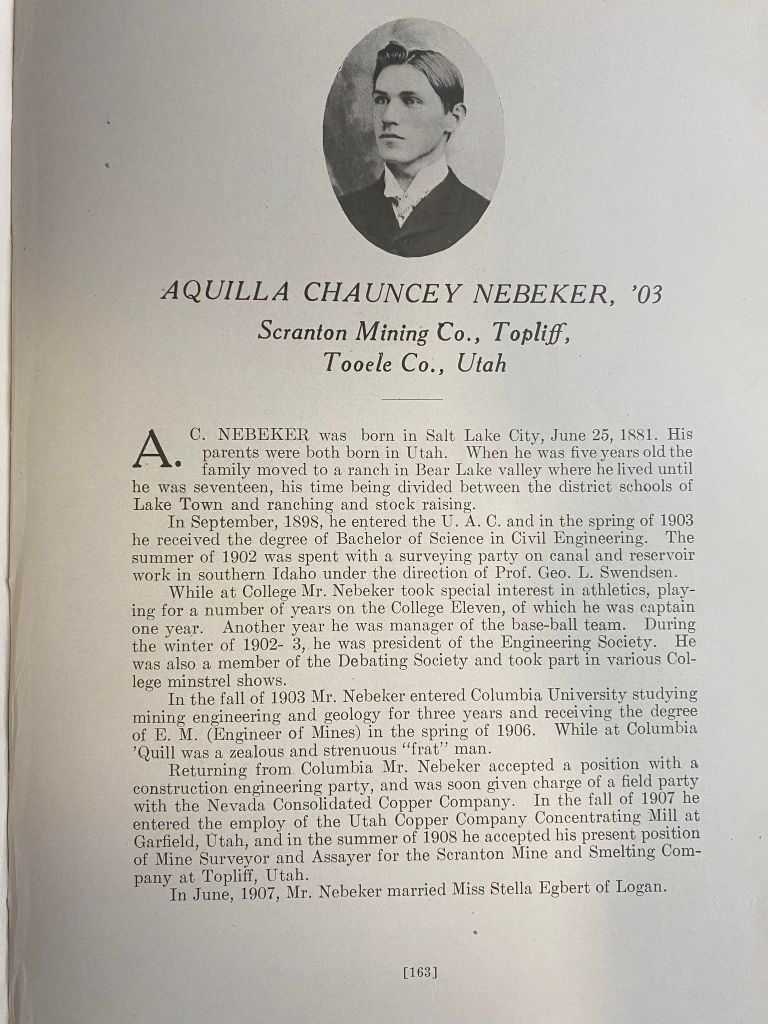 AQUILLA CHAUNCEY NEBEKER, '03
Scranton Mining Co., Topliff,
Tooele Co., Utah
A. C. NEBEKER was born in Salt Lake City, June 25, 1881. His
parents were both born in Utah. When he was five years old the
family moved to a ranch in Bear Lake valley where he lived until
he was seventeen, his time being divided between the district schools of
Lake Town and ranching and stock raising.
In September, 1898, he entered the U. A. C. and in the spring of 1903
he received the degree of Bachelor of Science in Civil Engineering. The
summer of 1902 was spent with a surveying party on canal and reservoir
work in southern Idaho under the direction of Prof. Geo. L. Swendsen.
While at College Mr. Nebeker took special interest in athletics, play-
ing for a number of years on the College Eleven, of which he was captain
one year. Another year he was manager of the base-ball team. During
the winter of 1902- 3, he was president of the Engineering Society. He
was also a member of the Debating Society and took part in various Col-
lege minstrel shows.
In the fall of 1903 Mr. Nebeker entered Columbia University studying
mining engineering and geology for three years and receiving the degree
of E. M. (Engineer of Mines) in the spring of 1906. While at Columbia
'Quill was a zealous and strenuous "frat" man.
Returning from Columbia Mr. Nebeker accepted a position with a
construction engineering party, and was soon given charge of a field party
with the Nevada Consolidated Copper Company. In the fall of 1907 he
entered the employ of the Utah Copper Company Concentrating Mill at
Garfield, Utah, and in the summer of 1908 he accepted his present position
of Mine Surveyor and Assayer for the Scranton Mine and Smelting Com-
pany at Topliff, Utah.
In June, 1907, Mr. Nebeker married Miss Stella Egbert of Logan.
[163]